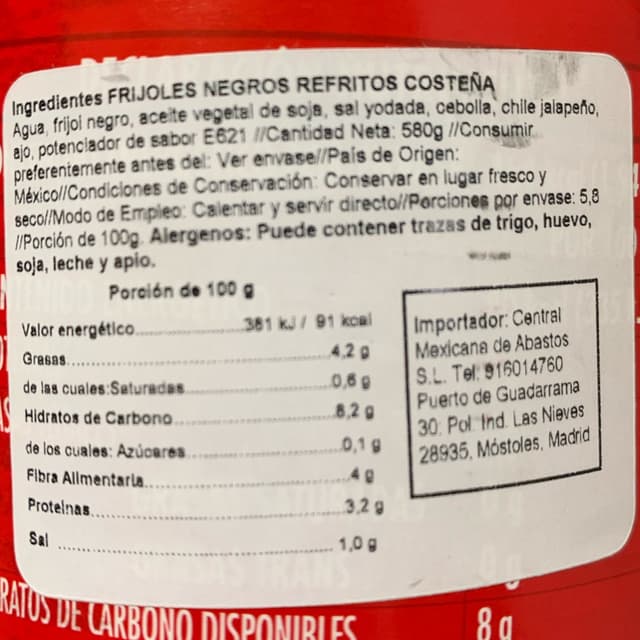 Ingredientes FRIJOLES NEGROS REFRITOS COSTEÑA
Agua, frijol negro, aceite vegetal de soja, sal yodada, cebolla, chile jalapeño,
ajo, potenciador de sabor E621 //Cantidad Neta: 580g //Consumir
preferentemente antes del: Ver envase//País de Origen:
México//Condiciones de Conservación: Conservar en lugar fresco y
seco//Modo de Empleo: Calentar y servir directo//Porciones por envase: 5,8
//Porción de 100g. Alergenos: Puede contener trazas de trigo, huevo,
soja, leche y apio.
Porción de 100 g
Valor energético 381 kJ / 91 kcal
Grasas 4,2 g
de las cuales:Saturadas 0,6 g
Hidratos de Carbono 8,2 g
de los cuales: Azúcares 0,1 g
Fibra Alimentaria 4 g
Proteínas 3,2 g
Sal 1,0 g
Importador: Central
Mexicana de Abastos
S.L. Tel: 916014760
Puerto de Guadarrama
30. Pol. Ind. Las Nieves
28935, Móstoles, Madrid
RATOS DE CARBONO DISPONIBLES 8 g